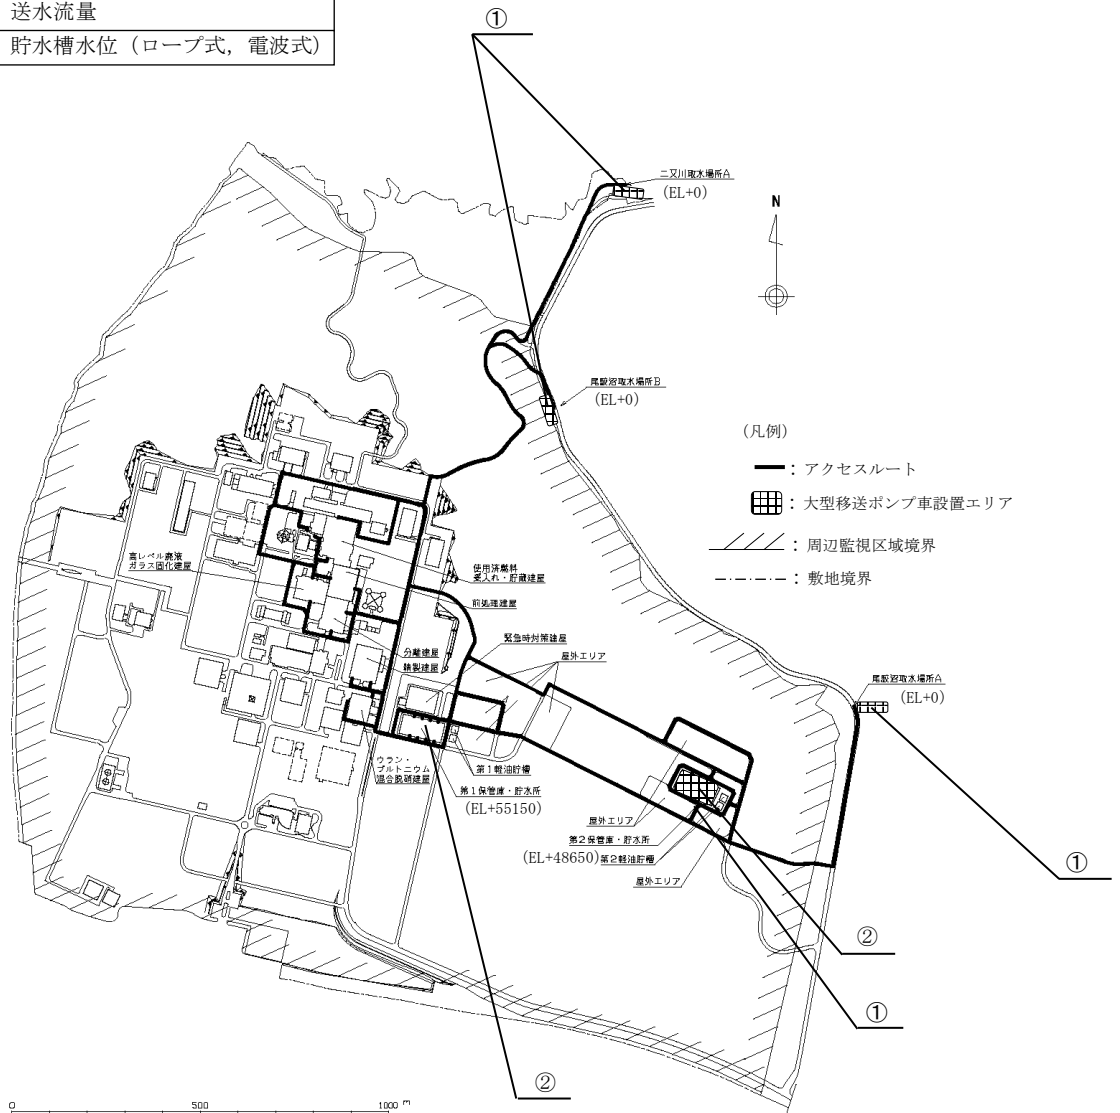 送水流量
貯水槽水位（ロープ式，電波式）
①
二又川取水場所A
(EL+0)
N
尾駮沼取水場所B
(EL+0)
(凡例)
：アクセスルート
：大型移送ポンプ車設置エリア
：周辺監視区域境界
：敷地境界
高レベル廃液
ガラス固化建屋
使用済燃料
受入れ・貯蔵建屋
前処理建屋
緊急時対策建屋
分離建屋
精製建屋
屋外エリア
尾駮沼取水場所A
(EL+0)
ウラン・
プルトニウム
混合脱硝建屋
第1軽油貯槽
第1保管庫・貯水所
(EL+55150)
屋外エリア
第2保管庫・貯水所
(EL+48650)
第2軽油貯槽
屋外エリア
①
②
①
②
0 500 1000 m